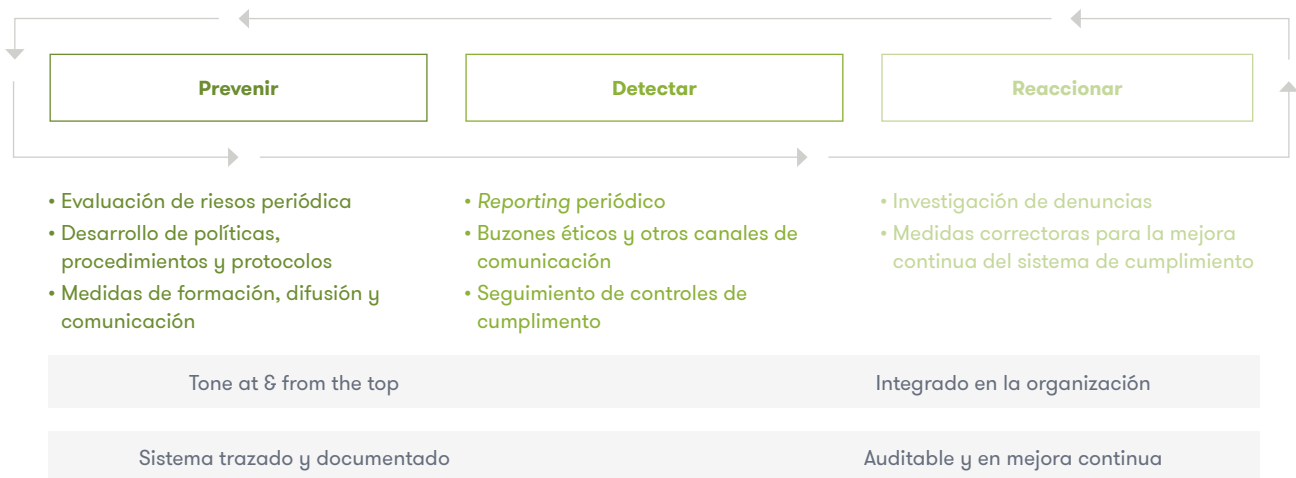 Prevenir
Detectar
Reaccionar
• Evaluación de riesos periódica
• Desarrollo de políticas,
procedimientos y protocolos
• Medidas de formación, difusión y
comunicación
• Reporting periódico
• Buzones éticos y otros canales de
comunicación
• Seguimiento de controles de
cumplimento
• Investigación de denuncias
• Medidas correctoras para la mejora
continua del sistema de cumplimiento
Tone at & from the top
Integrado en la organización
Sistema trazado y documentado
Auditable y en mejora continua